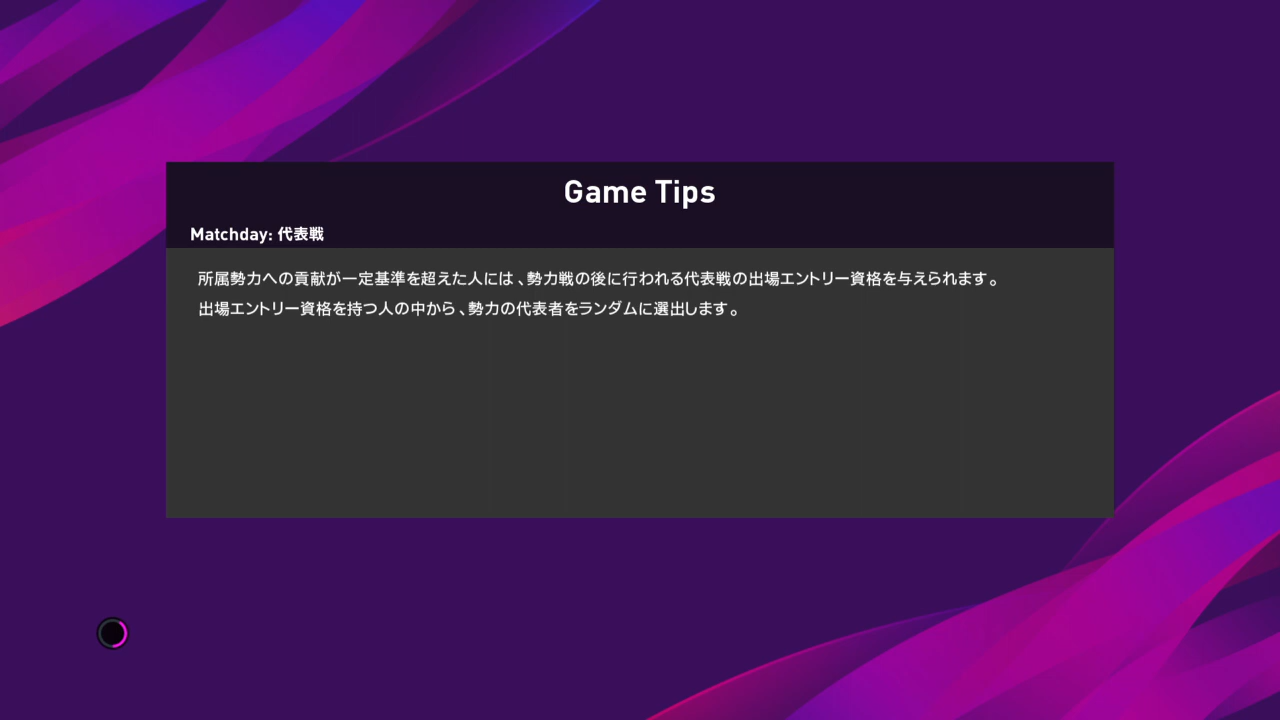 Game Tips
Matchday: 代表戦
所属勢力への貢献が一定基準を超えた人には、勢力戦の後に行われる代表戦の出場エントリー資格を与えられます。
出場エントリー資格を持つ人の中から、勢力の代表者をランダムに選出します。